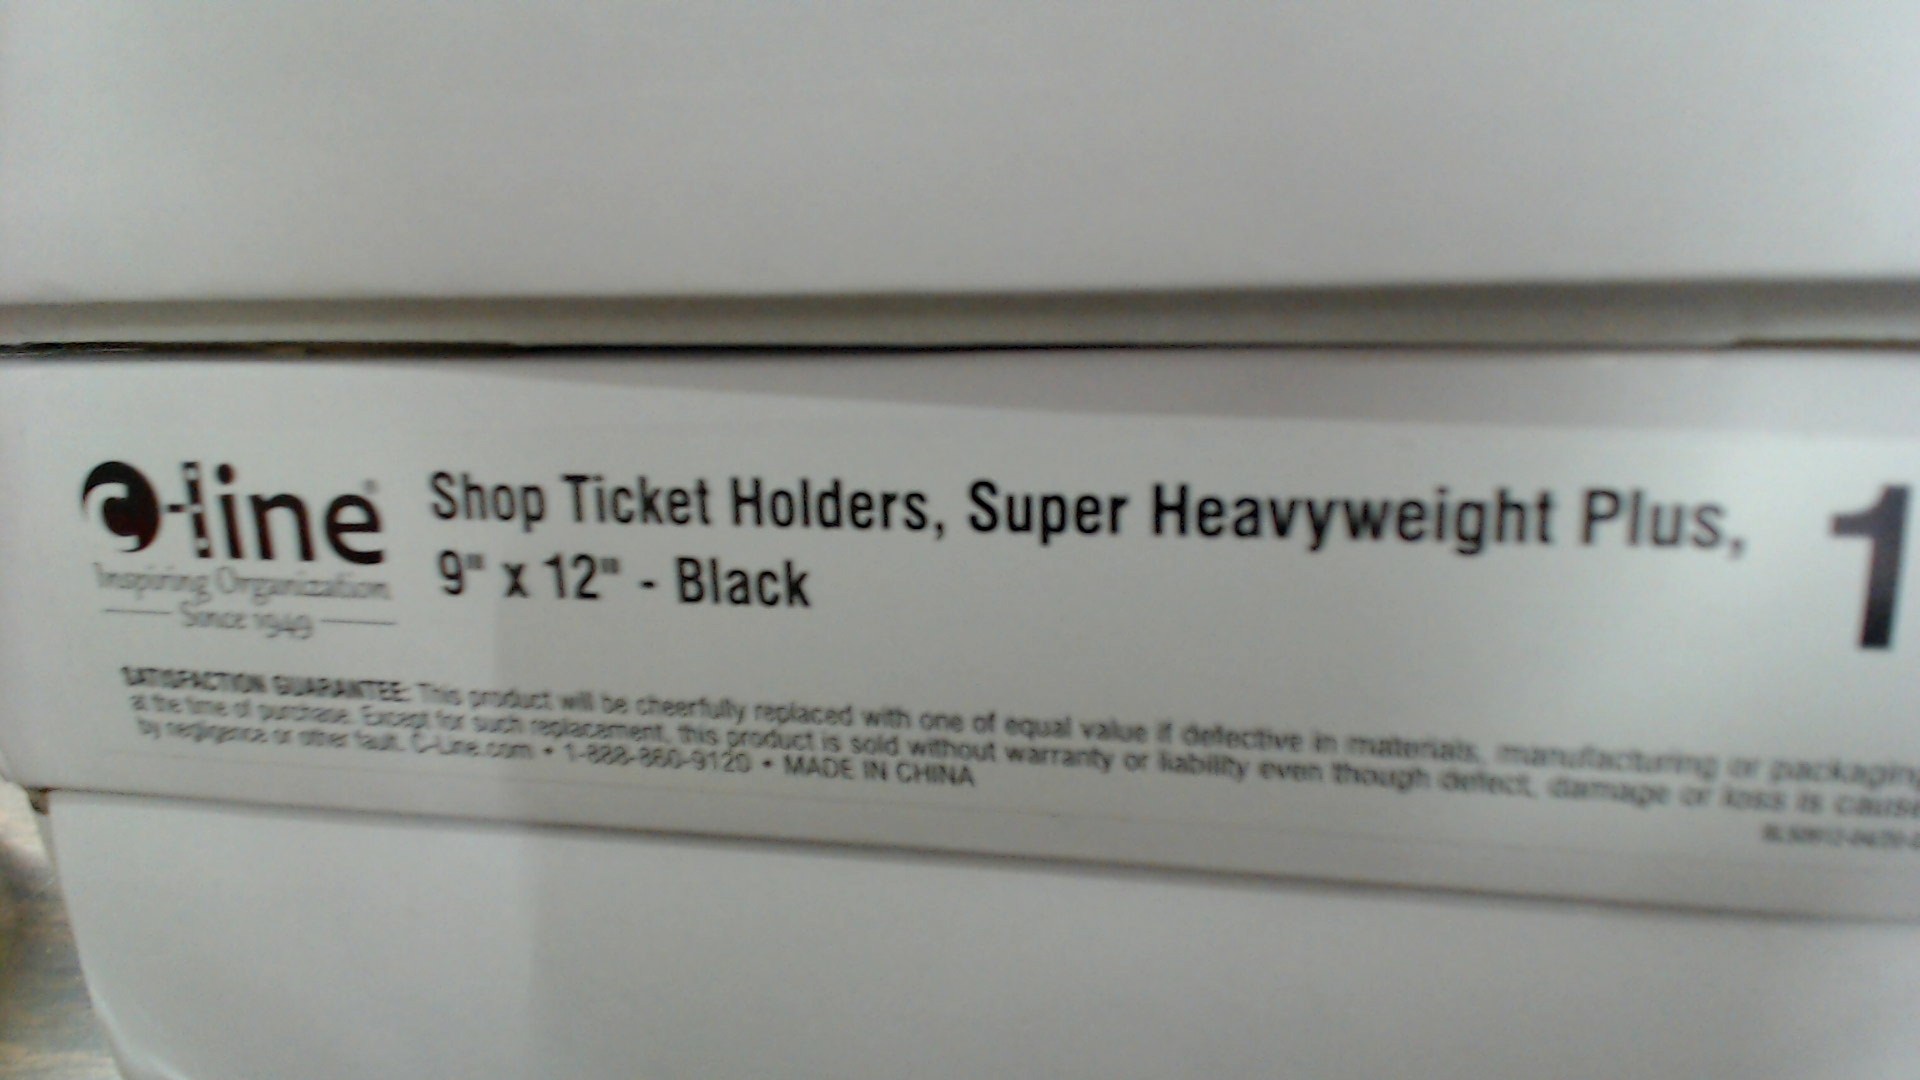 C-line®
Inspiring Organization
Since 1949
Shop Ticket Holders, Super Heavyweight Plus,
9" x 12" - Black
1
SATISFACTION GUARANTEE: This product will be cheerfully replaced with one of equal value if defective in materials, manufacturing or packaging
at the time of purchase. Except for such replacement, this product is sold without warranty or liability even though defect, damage or loss is cause
by negligence or other fault. C-Line.com • 1-888-860-9120 • MADE IN CHINA